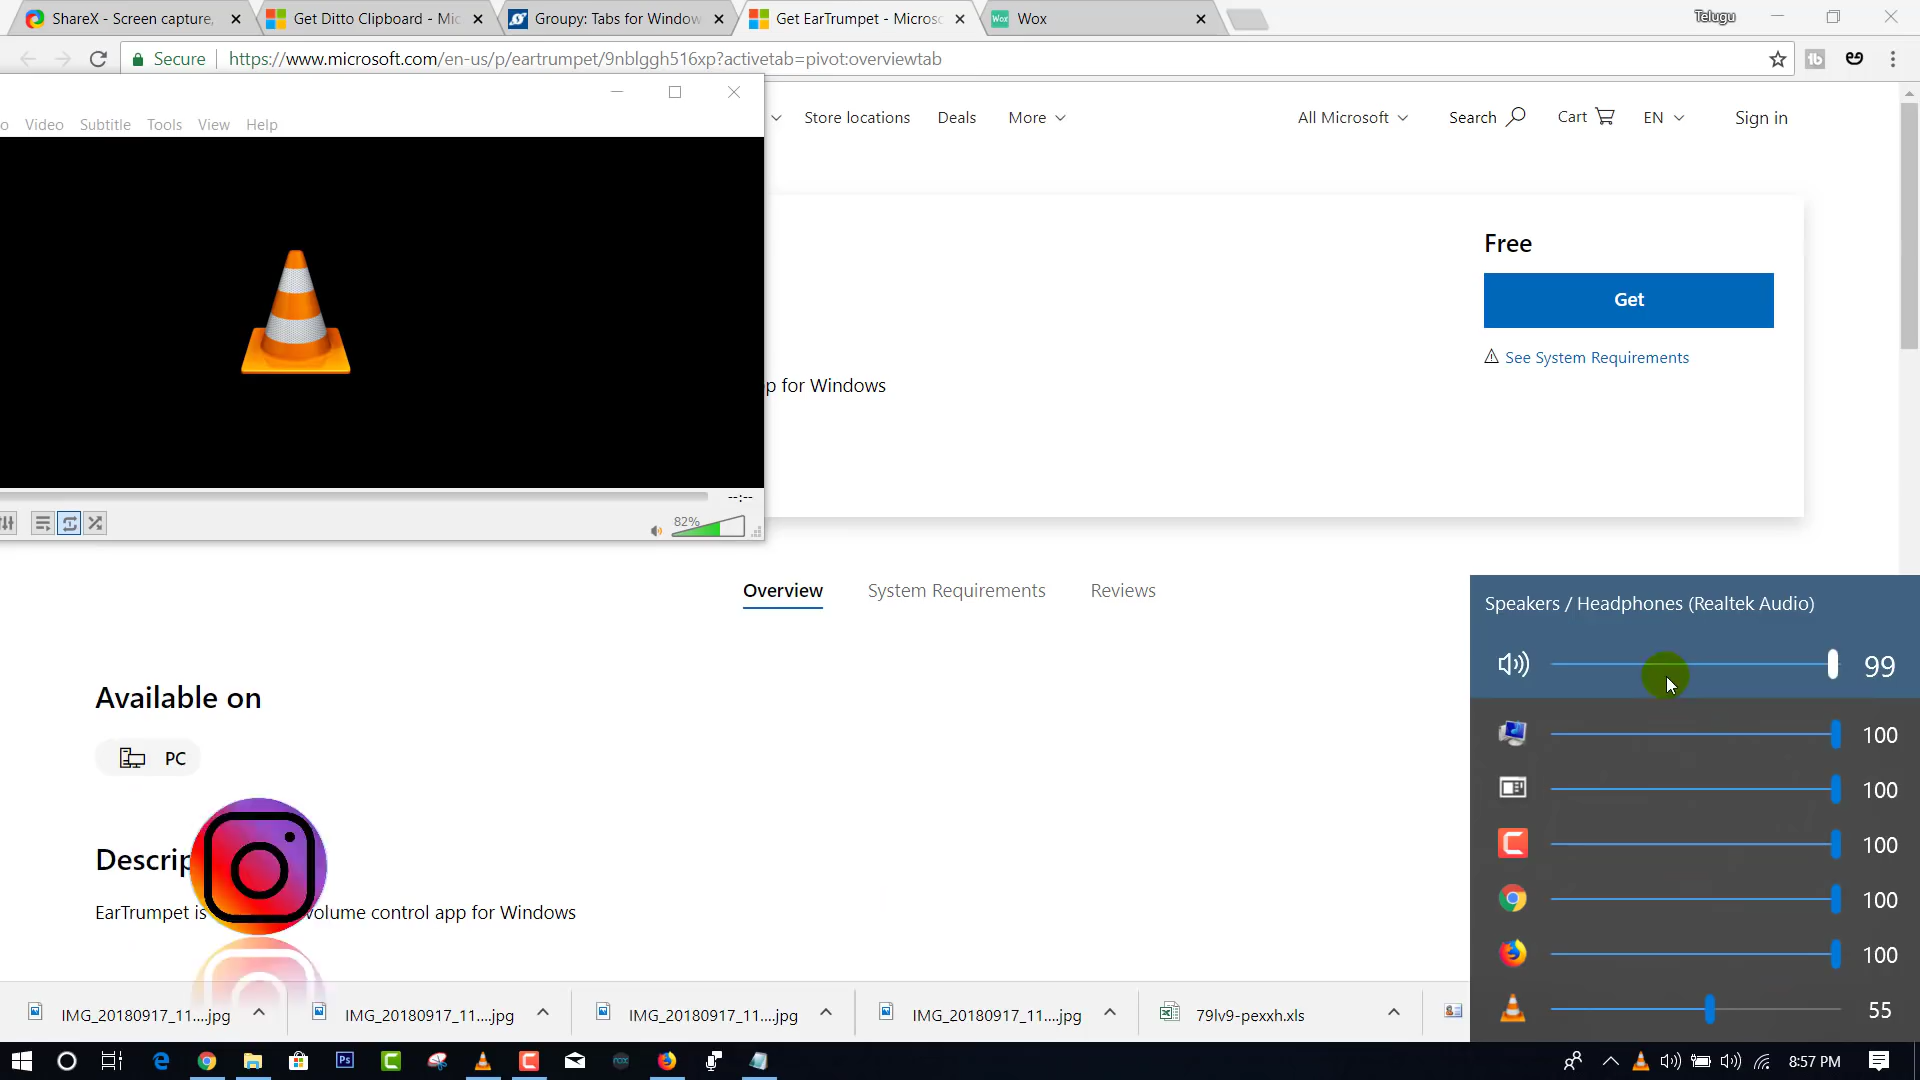 ShareX - Screen capture,
Get Ditto Clipboard - Mic
Groupy: Tabs for Window
Get EarTrumpet - Microsc
Wox
Wox
Telugu
Secure
https://www.microsoft.com/en-us/p/eartrumpet/9nblggh516xp?activetab=pivot:overviewtab
o Video Subtitle Tools View Help
Store locations Deals More
All Microsoft Search Cart EN Sign in
Free
Get
See System Requirements
p for Windows
--:--
82%
Overview System Requirements Reviews
Available on
PC
Descrip
EarTrumpet is volume control app for Windows
Speakers / Headphones (Realtek Audio)
99
100
100
100
100
100
55
IMG_20180917_11....jpg
IMG_20180917_11....jpg
IMG_20180917_11....jpg
IMG_20180917_11....jpg
79lv9-pexxh.xls
Ps
8:57 PM